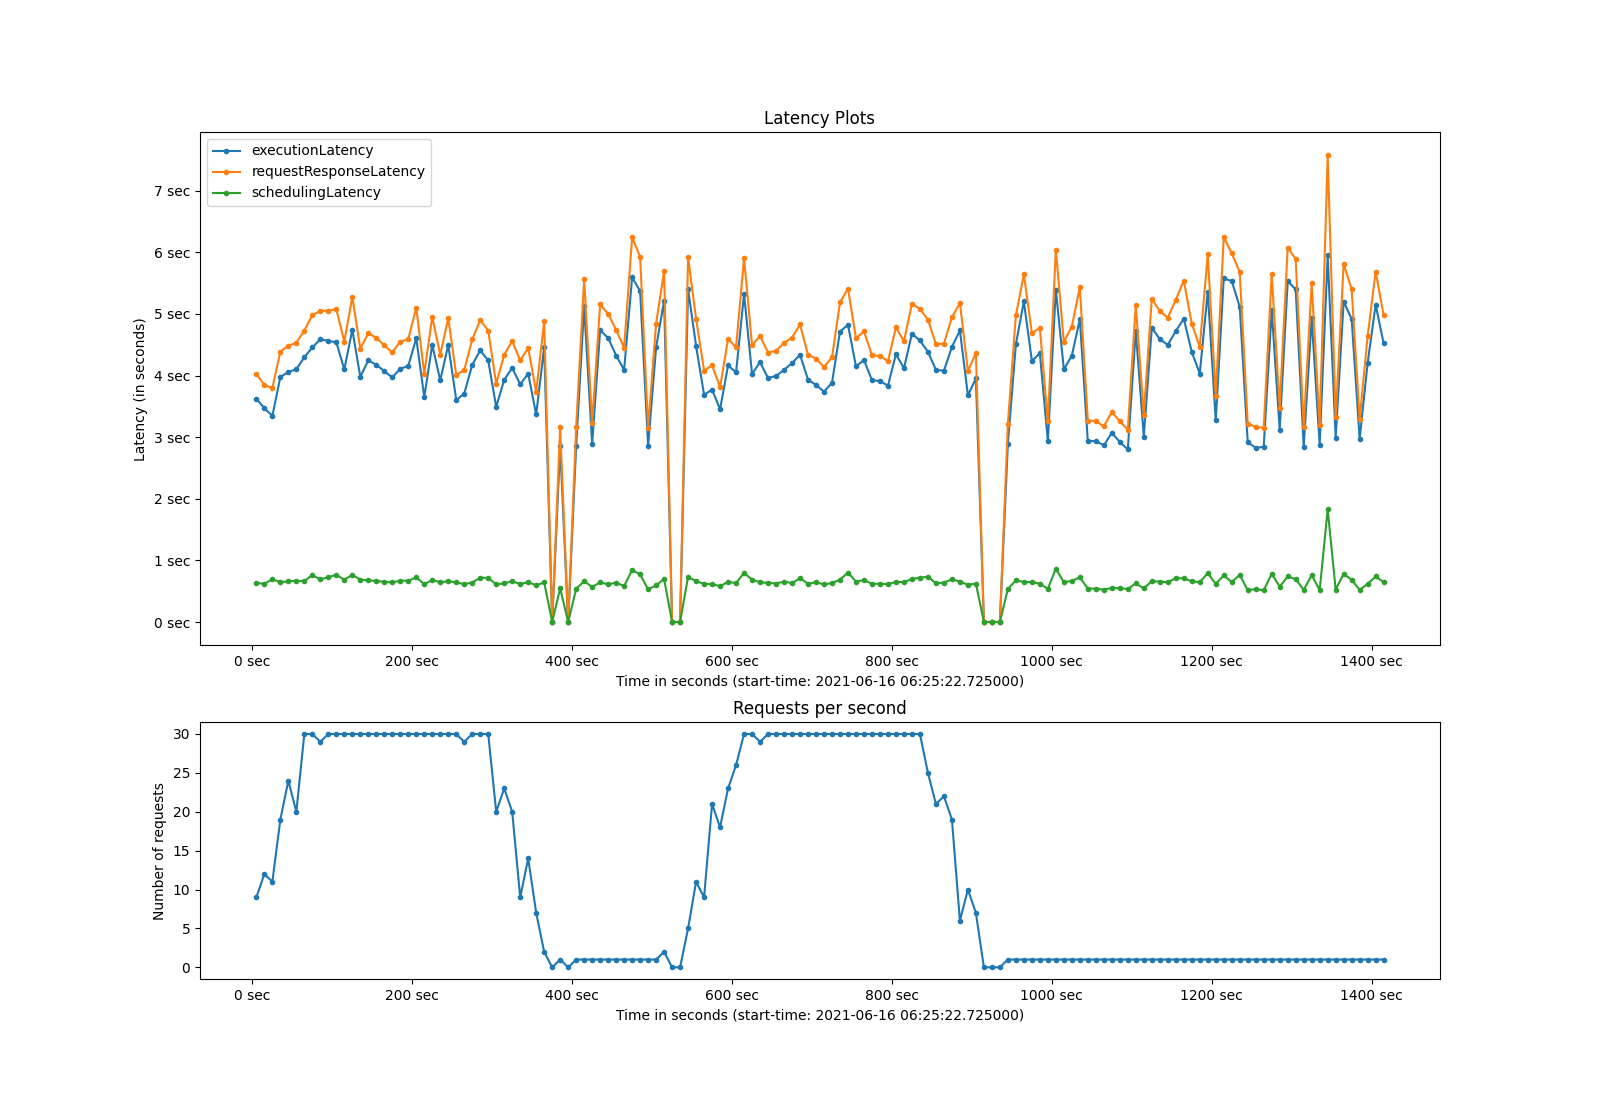 Latency Plots
executionLatency
requestResponseLatency
schedulingLatency
7 sec
6 sec
5 sec
4 sec
3 sec
2 sec
1 sec
0 sec
Latency (in seconds)
0 sec 200 sec 400 sec 600 sec 800 sec 1000 sec 1200 sec 1400 sec
Time in seconds (start-time: 2021-06-16 06:25:22.725000)
Requests per second
30
25
20
15
10
5
0
Number of requests
0 sec 200 sec 400 sec 600 sec 800 sec 1000 sec 1200 sec 1400 sec
Time in seconds (start-time: 2021-06-16 06:25:22.725000)